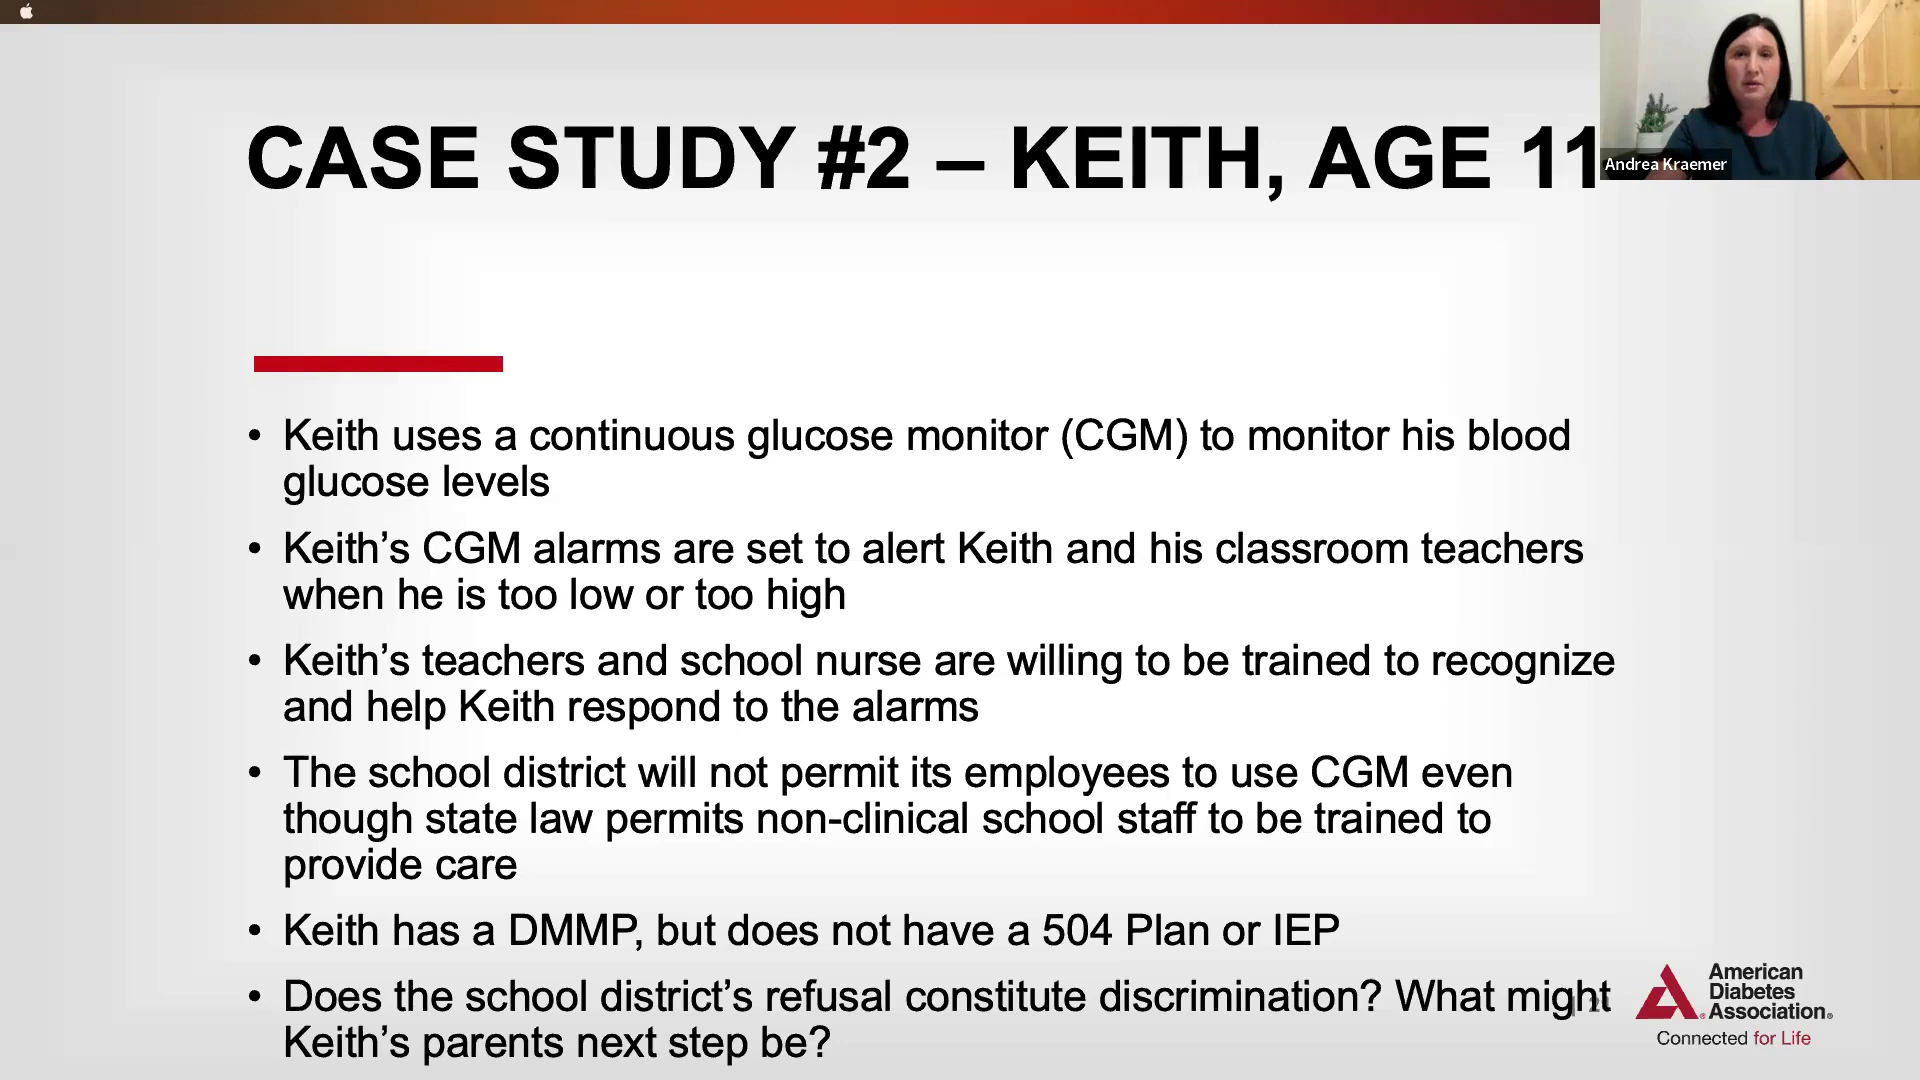 CASE STUDY #2 – KEITH, AGE 11
Andrea Kraemer
• Keith uses a continuous glucose monitor (CGM) to monitor his blood
glucose levels
• Keith’s CGM alarms are set to alert Keith and his classroom teachers
when he is too low or too high
• Keith’s teachers and school nurse are willing to be trained to recognize
and help Keith respond to the alarms
• The school district will not permit its employees to use CGM even
though state law permits non-clinical school staff to be trained to
provide care
• Keith has a DMMP, but does not have a 504 Plan or IEP
• Does the school district’s refusal constitute discrimination? What might
Keith’s parents next step be?
American
Diabetes
Association®
Connected for Life